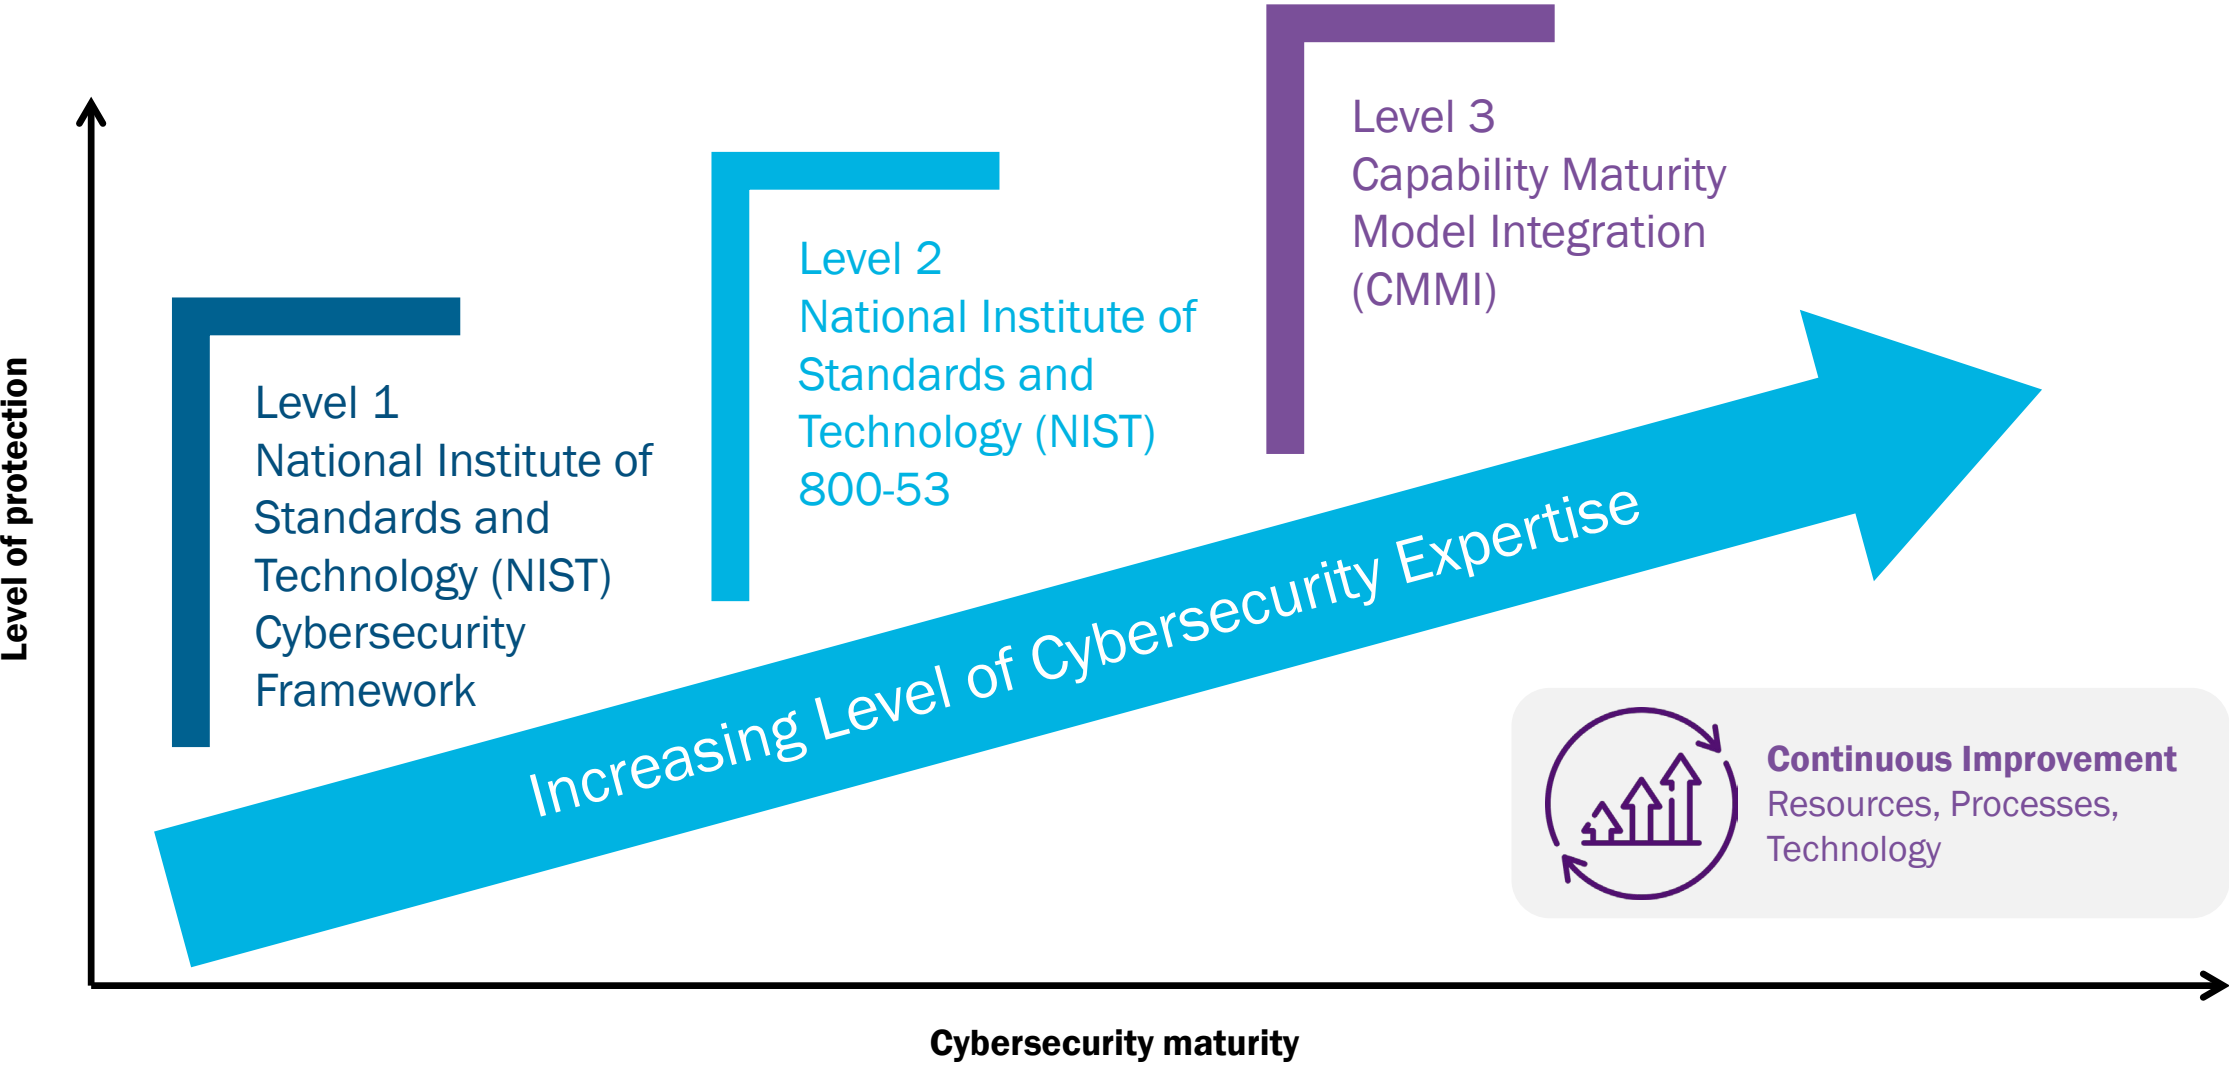 Level of protection
Level 1
National Institute of
Standards and
Technology (NIST)
Cybersecurity
Framework
Level 2
National Institute of
Standards and
Technology (NIST)
800-53
Level 3
Capability Maturity
Model Integration
(CMMI)
Increasing Level of Cybersecurity Expertise
Continuous Improvement
Resources, Processes,
Technology
Cybersecurity maturity